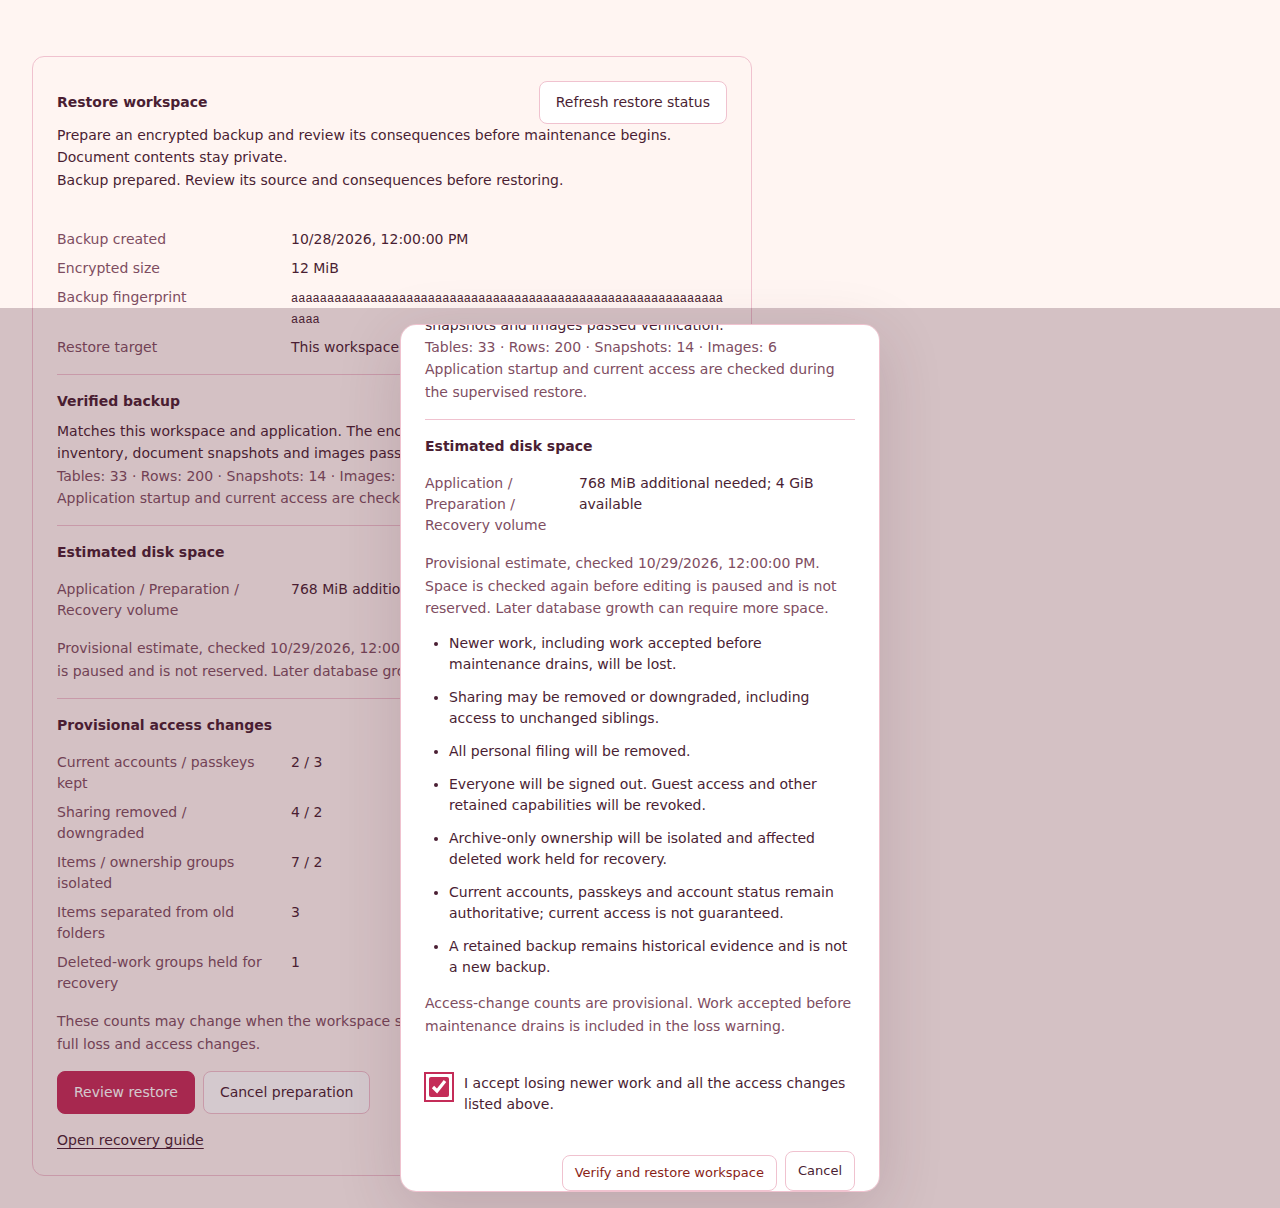 Restore workspace
Refresh restore status
Prepare an encrypted backup and review its consequences before maintenance begins.
Document contents stay private.
Backup prepared. Review its source and consequences before restoring.
Backup created 10/28/2026, 12:00:00 PM
Encrypted size 12 MiB
Backup fingerprint aaaaaaaaaaaaaaaaaaaaaaaaaaaaaaaaaaaaaaaaaaaaaaaaaaaaaaaaaaaa
aaaa
Restore target This workspace
Verified backup
Matches this workspace and application. The enc
inventory, document snapshots and images pass
Tables: 33 · Rows: 200 · Snapshots: 14 · Images:
Application startup and current access are check
Estimated disk space
Application / Preparation / 768 MiB additio
Recovery volume
Provisional estimate, checked 10/29/2026, 12:00
is paused and is not reserved. Later database gro
Provisional access changes
Current accounts / passkeys 2 / 3
kept
Sharing removed / 4 / 2
downgraded
Items / ownership groups 7 / 2
isolated
Items separated from old 3
folders
Deleted-work groups held for 1
recovery
These counts may change when the workspace s
full loss and access changes.
Review restore
Cancel preparation
Open recovery guide
snapshots and images passed verification.
Tables: 33 · Rows: 200 · Snapshots: 14 · Images: 6
Application startup and current access are checked during
the supervised restore.
Estimated disk space
Application / 768 MiB additional needed; 4 GiB
Preparation / available
Recovery volume
Provisional estimate, checked 10/29/2026, 12:00:00 PM.
Space is checked again before editing is paused and is not
reserved. Later database growth can require more space.
• Newer work, including work accepted before
maintenance drains, will be lost.
• Sharing may be removed or downgraded, including
access to unchanged siblings.
• All personal filing will be removed.
• Everyone will be signed out. Guest access and other
retained capabilities will be revoked.
• Archive-only ownership will be isolated and affected
deleted work held for recovery.
• Current accounts, passkeys and account status remain
authoritative; current access is not guaranteed.
• A retained backup remains historical evidence and is not
a new backup.
Access-change counts are provisional. Work accepted before
maintenance drains is included in the loss warning.
I accept losing newer work and all the access changes
listed above.
Verify and restore workspace
Cancel